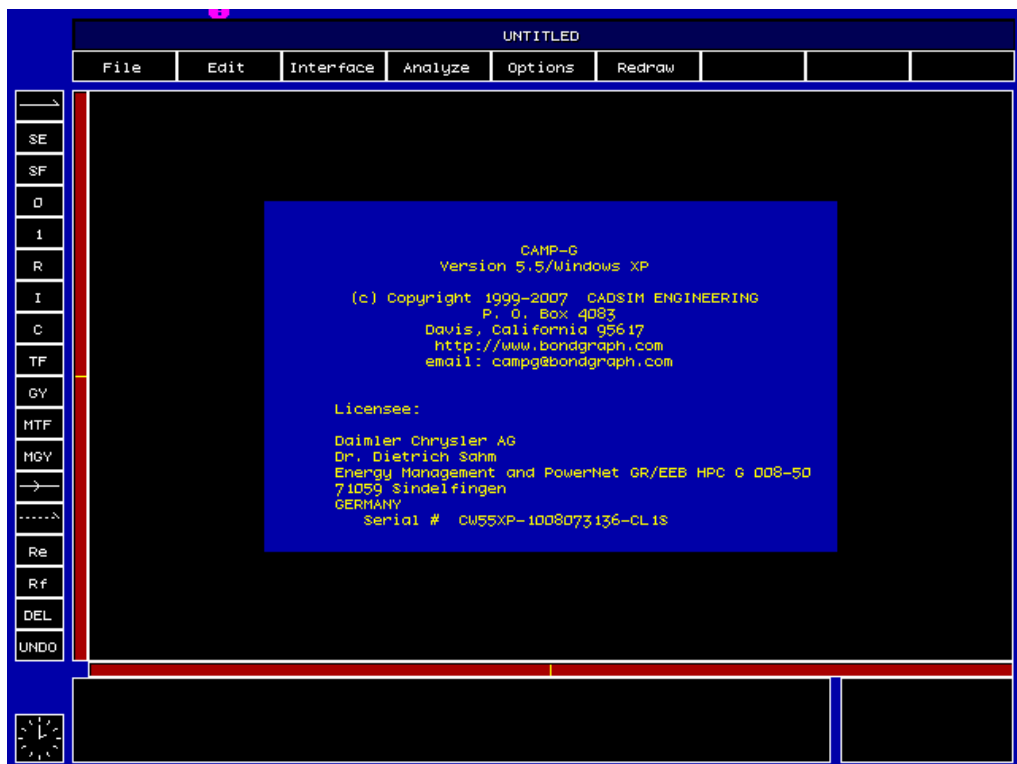 UNTITLED
File Edit Interface Analyze Options Redraw
SE
SF
0
1
R
I
C
TF
GY
MTF
MGY
Re
Rf
DEL
UNDO
CAMP-G
Version 5.5/Windows XP
(c) Copyright 1999-2007 CADSIM ENGINEERING
P. O. Box 4083
Davis, California 95617
http://www.bondgraph.com
email: campg@bondgraph.com
Licensee:
Daimler Chrysler AG
Dr. Dietrich Sahm
Energy Management and PowerNet GR/EEB HPC G 008-50
71059 Sindelfingen
GERMANY
Serial # CW55XP-1008073136-CL1S